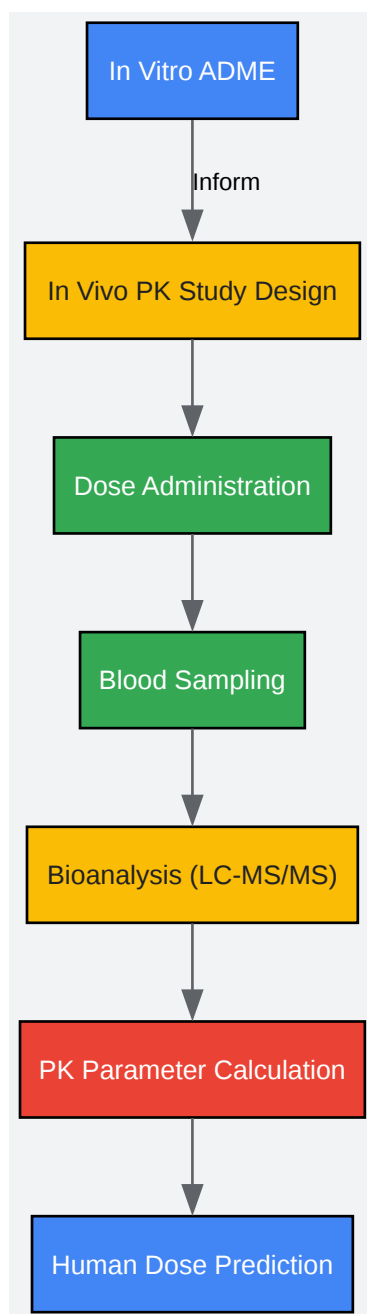 In Vitro ADME
Inform
In Vivo PK Study Design
Dose Administration
Blood Sampling
Bioanalysis (LC-MS/MS)
PK Parameter Calculation
Human Dose Prediction